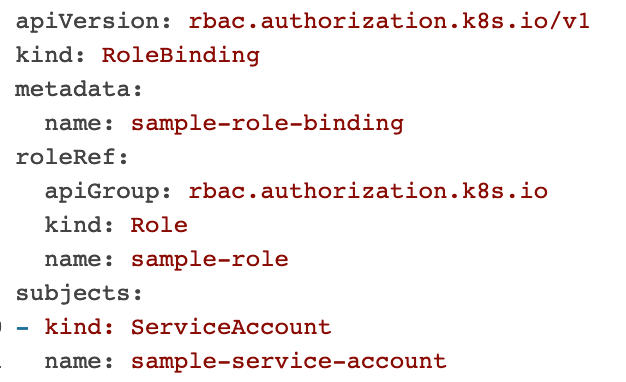 apiVersion: rbac.authorization.k8s.io/v1
kind: RoleBinding
metadata:
  name: sample-role-binding
roleRef:
  apiGroup: rbac.authorization.k8s.io
  kind: Role
  name: sample-role
subjects:
- kind: ServiceAccount
  name: sample-service-account